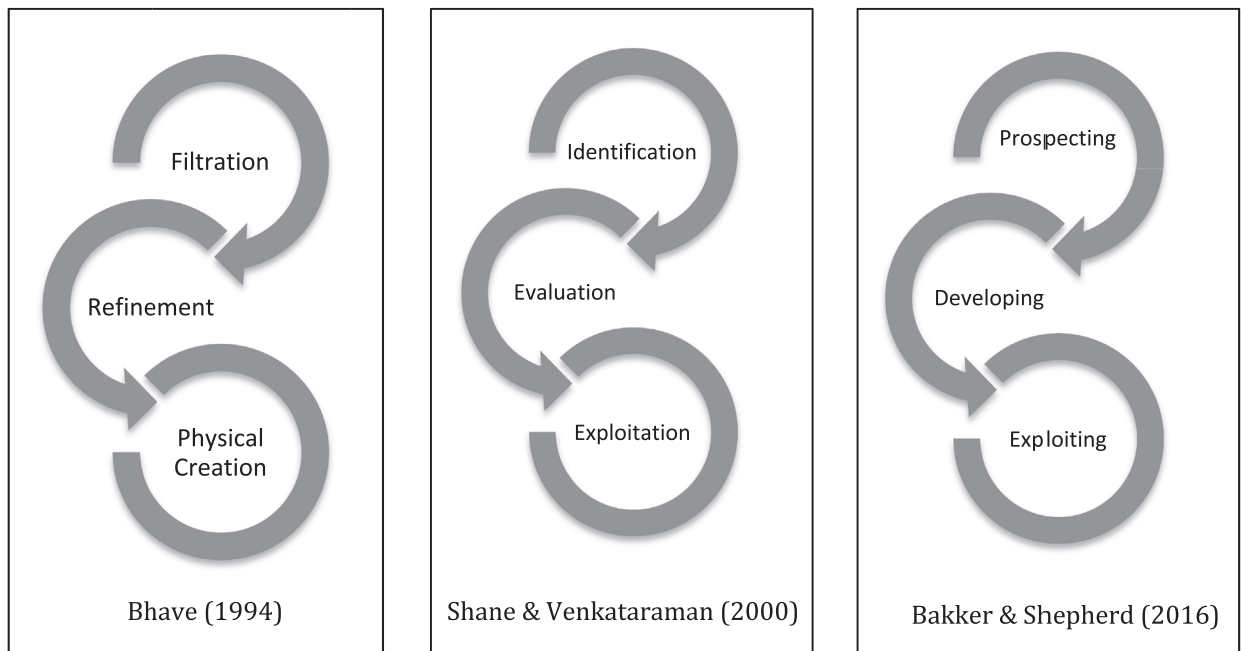 Filtration
Refinement
Physical
Creation
Bhave (1994)
Identification
Evaluation
Exploitation
Shane & Venkataraman (2000)
Prospecting
Developing
Exploiting
Bakker & Shepherd (2016)